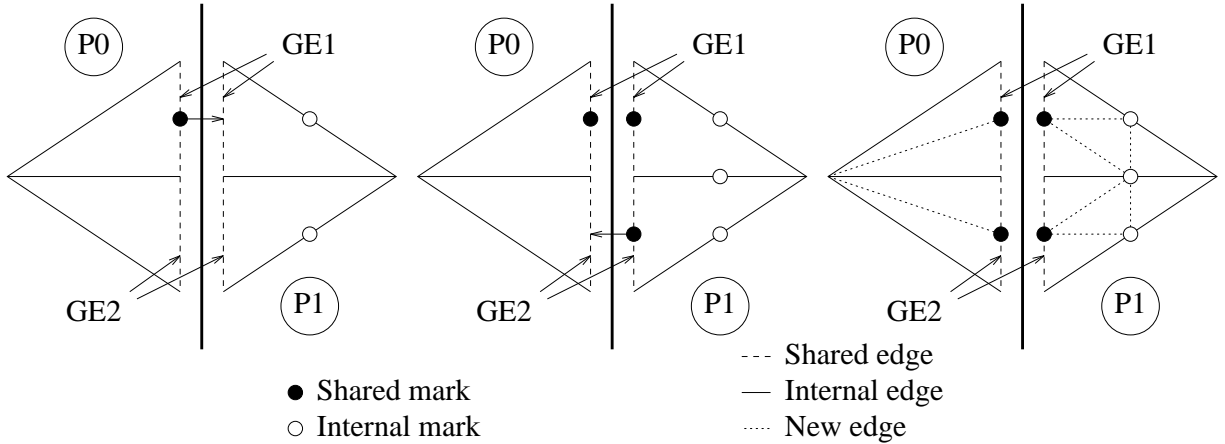 P0
GE1
P0
GE1
P0
GE1
GE2
P1
GE2
P1
GE2
P1
Shared mark
Internal mark
Shared edge
Internal edge
New edge